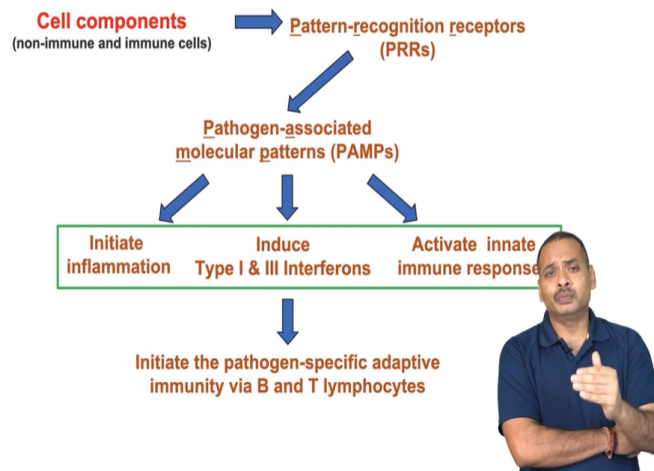 Cell components
(non-immune and immune cells)
Pattern-recognition receptors
(PRRs)
Pathogen-associated
molecular patterns (PAMPs)
Initiate
inflammation
Induce
Type I & III Interferons
Activate innate
immune response
Initiate the pathogen-specific adaptive
immunity via B and T lymphocytes